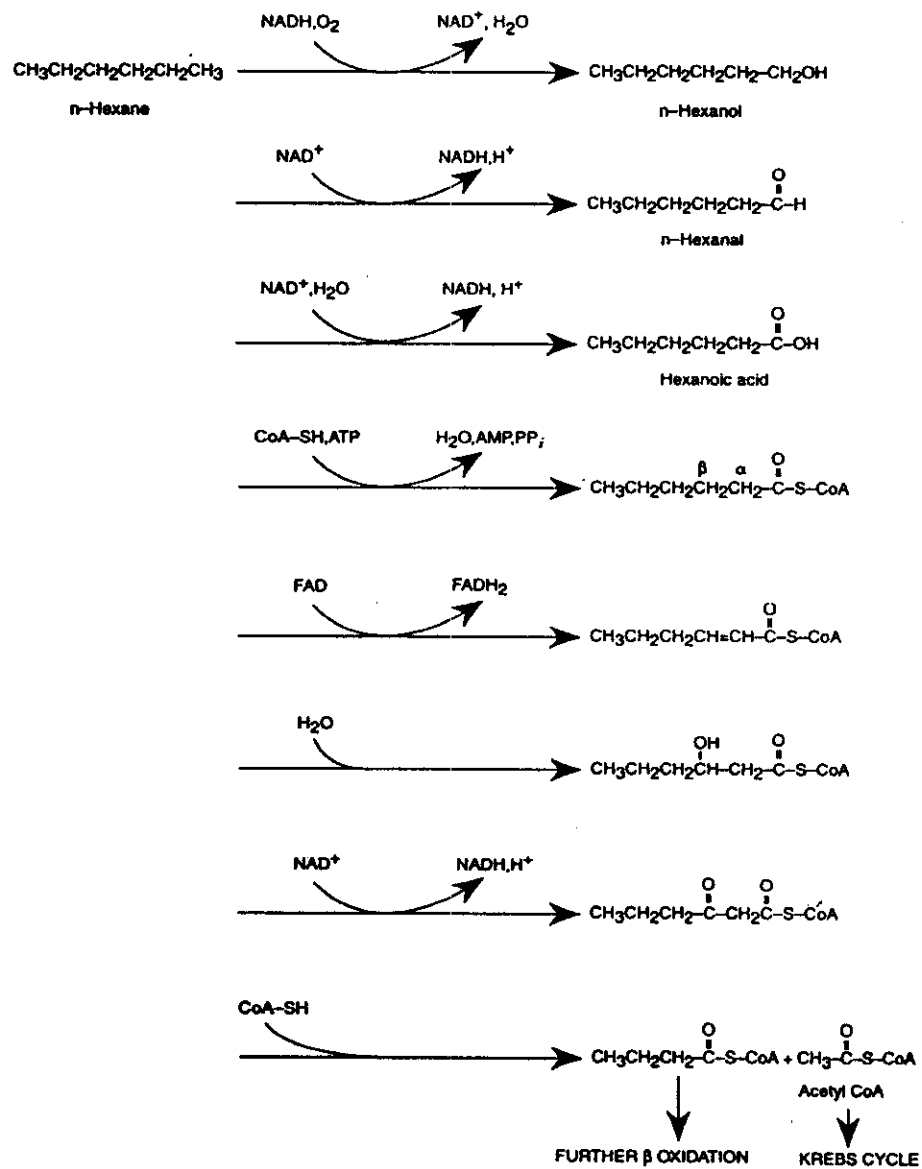 NADH,O₂ NAD⁺, H₂O
CH₃CH₂CH₂CH₂CH₂CH₃ CH₃CH₂CH₂CH₂CH₂–CH₂OH
n–Hexane n–Hexanol
NAD⁺ NADH,H⁺
O
CH₃CH₂CH₂CH₂CH₂–C–H
n–Hexanal
NAD⁺,H₂O NADH, H⁺
O
CH₃CH₂CH₂CH₂CH₂–C–OH
Hexanoic acid
CoA–SH,ATP H₂O,AMP,PPᵢ
β α O
CH₃CH₂CH₂CH₂CH₂–C–S–CoA
FAD FADH₂
O
CH₃CH₂CH₂CH=CH–C–S–CoA
H₂O
OH O
CH₃CH₂CH₂CH–CH₂–C–S–CoA
NAD⁺ NADH,H⁺
O O
CH₃CH₂CH₂–C–CH₂C–S–CoA
CoA–SH
O O
CH₃CH₂CH₂C–S–CoA + CH₃–C–S–CoA
Acetyl CoA
FURTHER β OXIDATION KREBS CYCLE